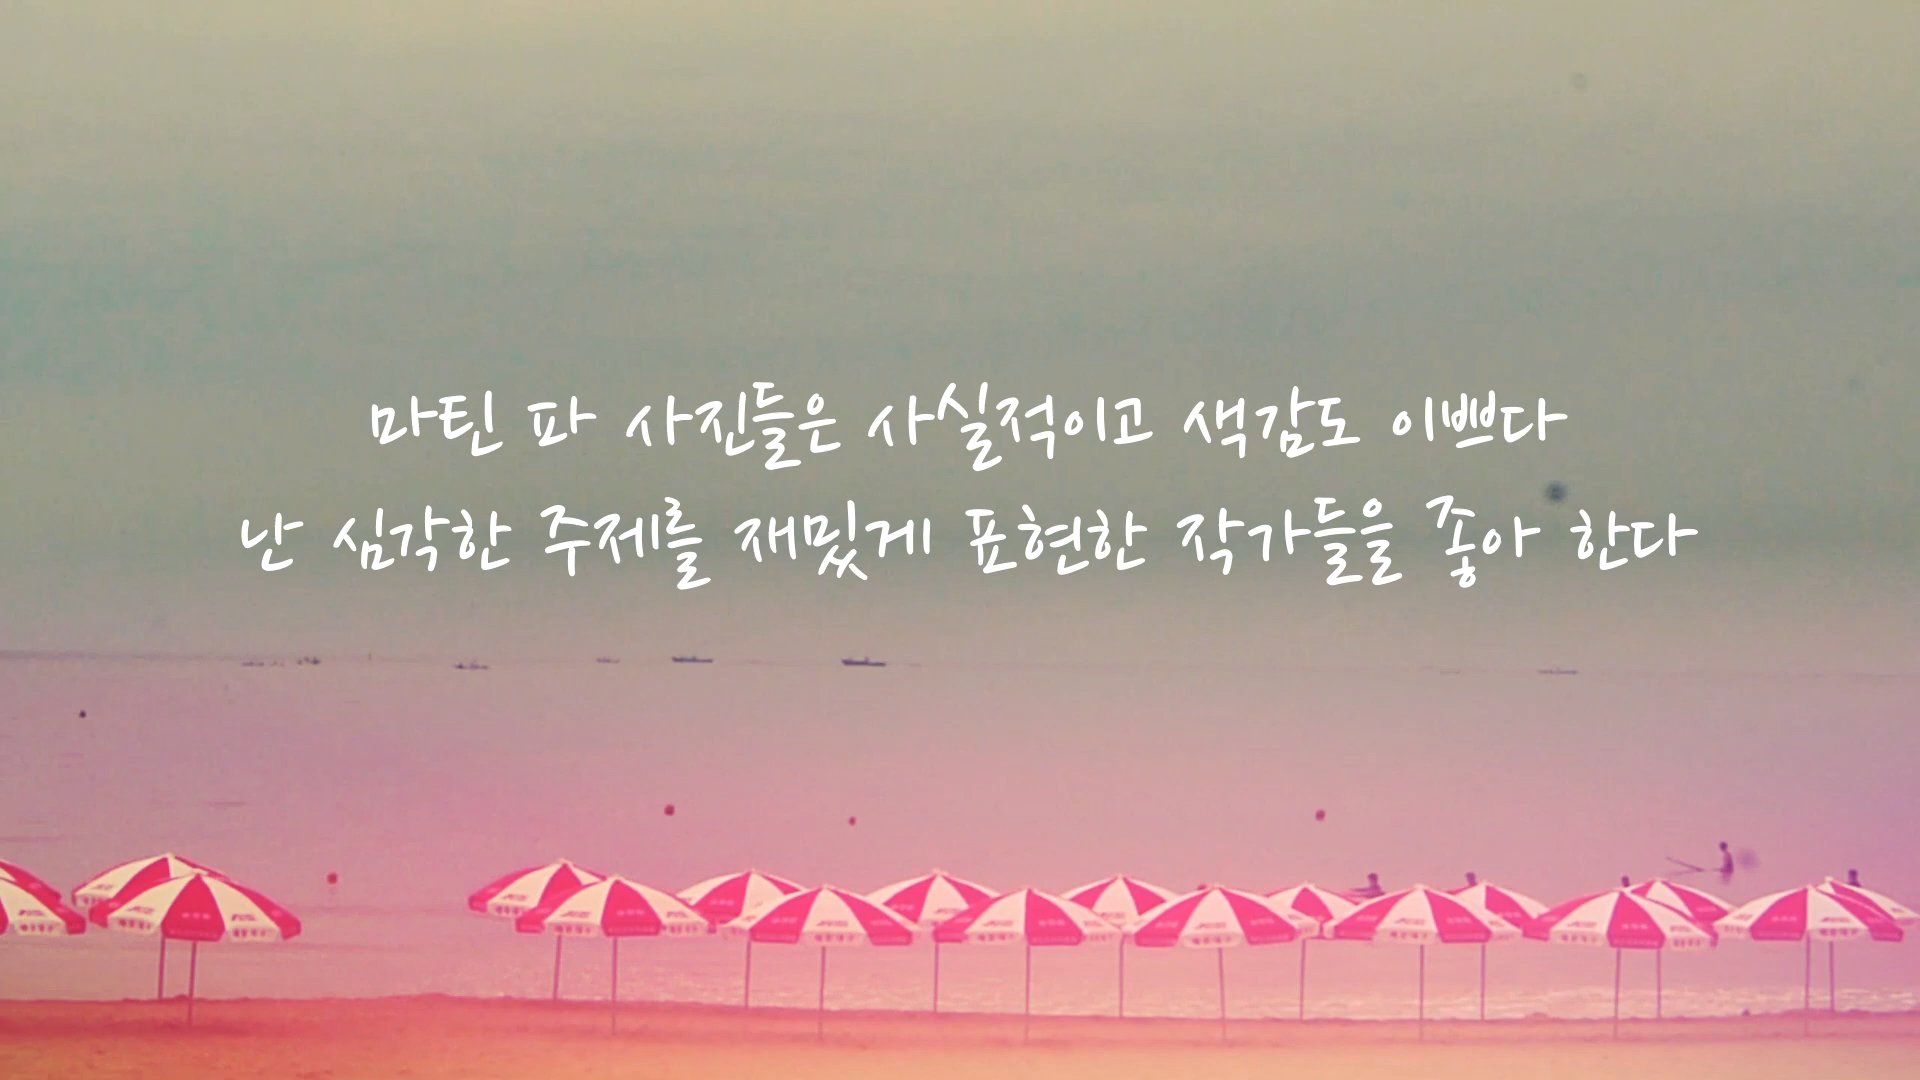 마틴 파 사진들은 사실적이고 색감도 이쁘다
난 심각한 주제를 재밌게 표현한 작가들을 좋아 한다